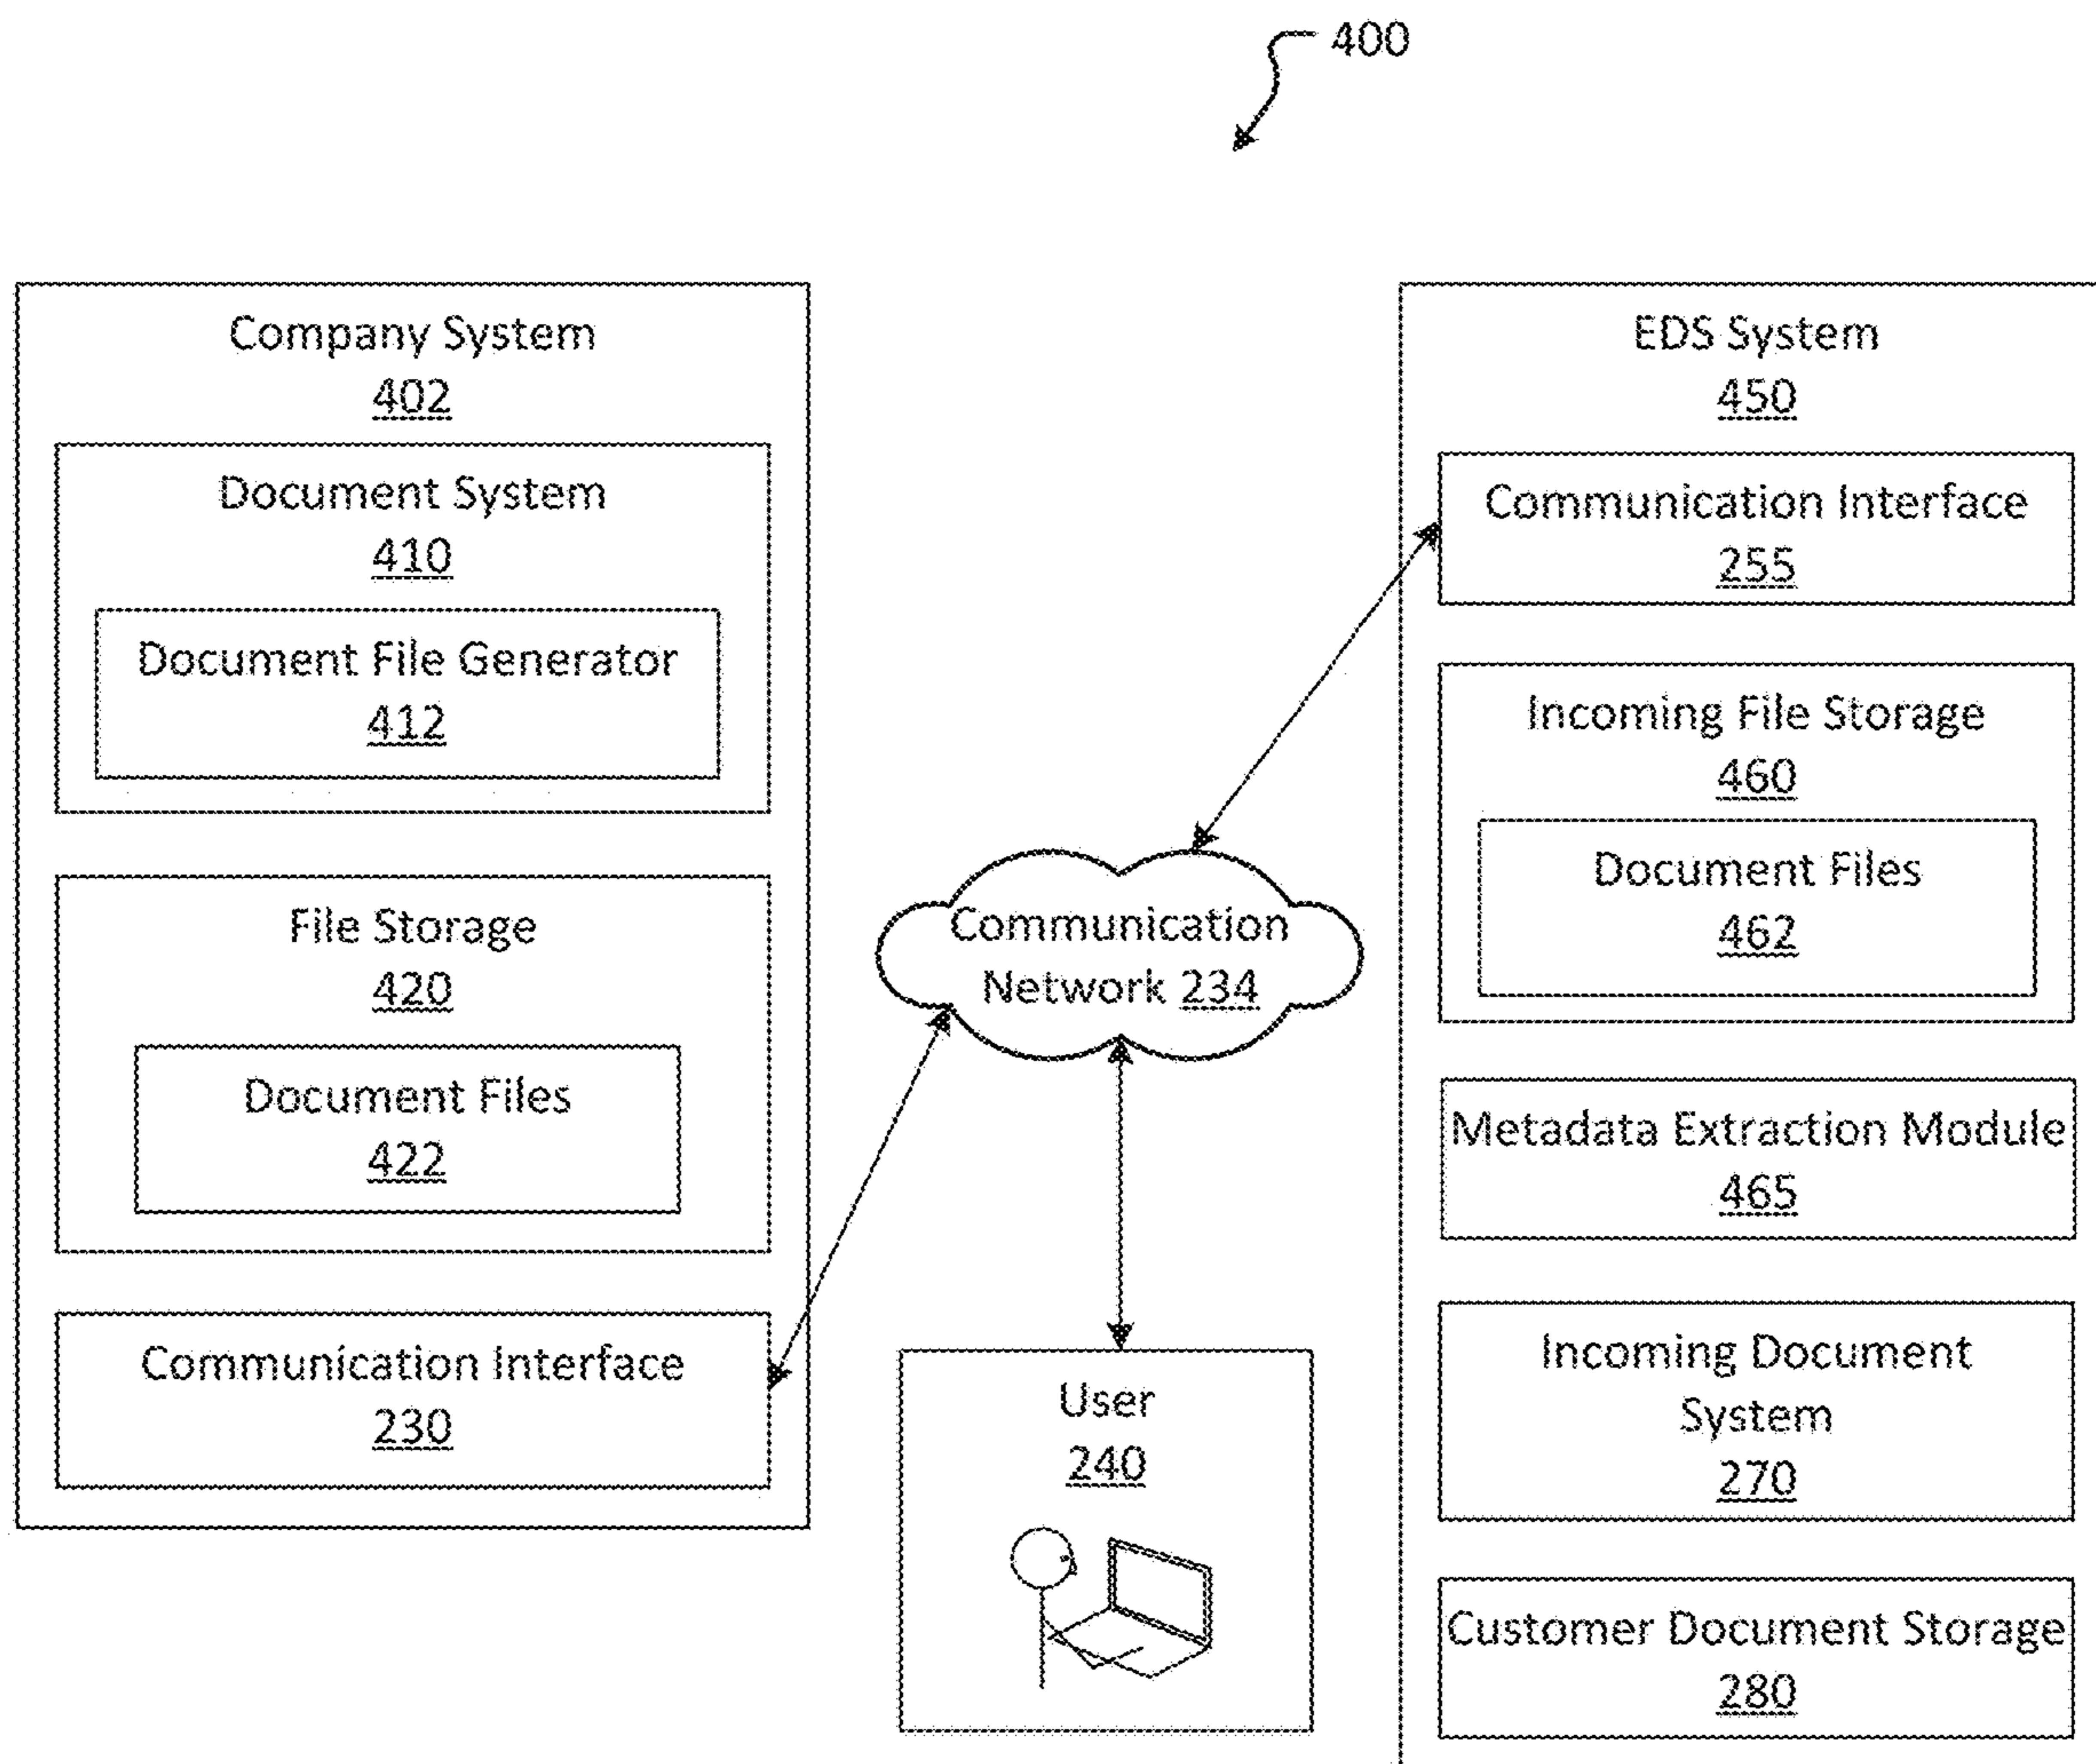 400
Company System
402
Document System
410
Document File Generator
412
File Storage
420
Document Files
422
Communication Interface
230
Communication
Network 234
User
240
EDS System
450
Communication Interface
255
Incoming File Storage
460
Document Files
462
Metadata Extraction Module
465
Incoming Document
System
270
Customer Document Storage
280